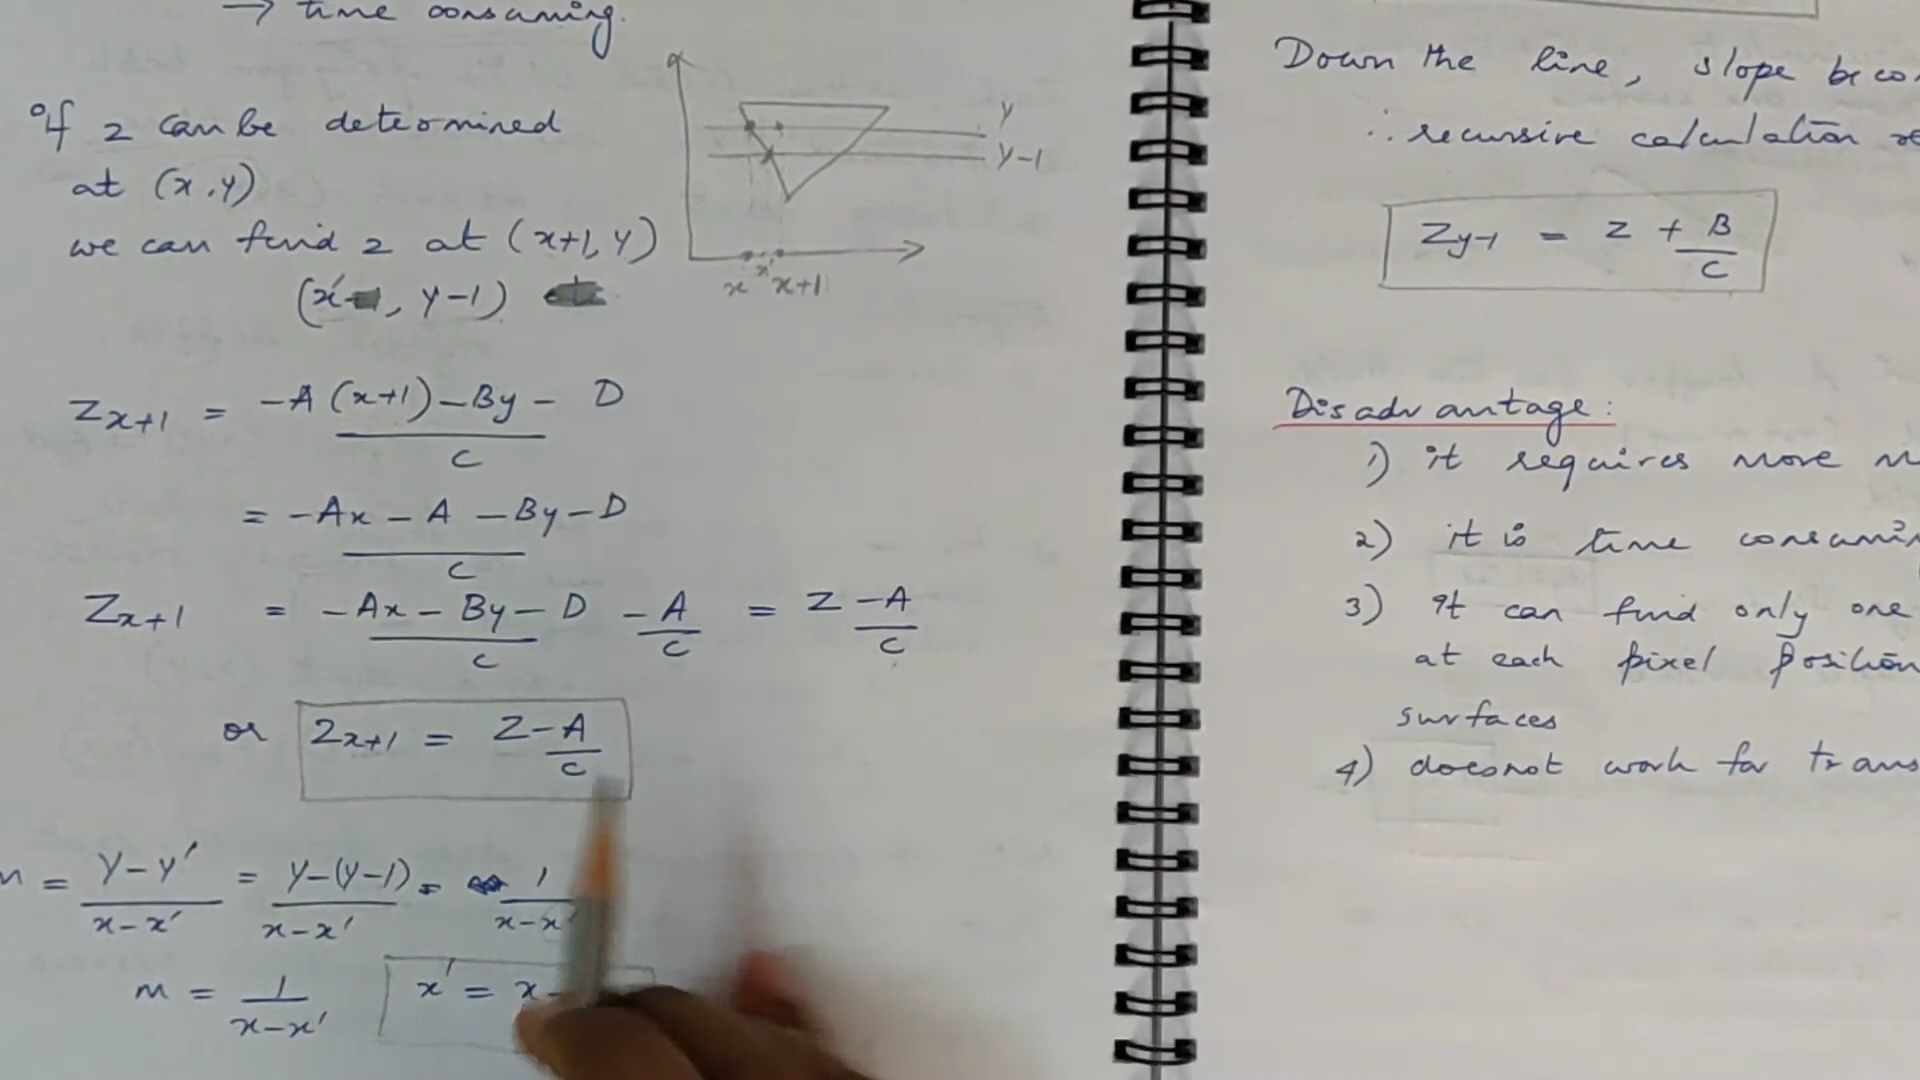 → time consuming.
If z can be determined
at (x,y)
we can find z at (x+1, y)
(x', y-1)
y
y-1
x x' x+1
Zx+1 = -A(x+1)-By-D / C
= -Ax-A-By-D / C
Zx+1 = -Ax-By-D / C - A/C = Z-A/C
or Zx+1 = Z-A/C
m = y-y' / x-x' = y-(y-1) / x-x' = 1 / x-x'
m = 1 / x-x' x' = x-
Down the line, slope
∴ recursive calculation
Zy-1 = Z + B/C
Disadvantage:
1) it requires more
2) it is time
3) It can find only one
at each pixel position
surfaces
4) doesnot work for